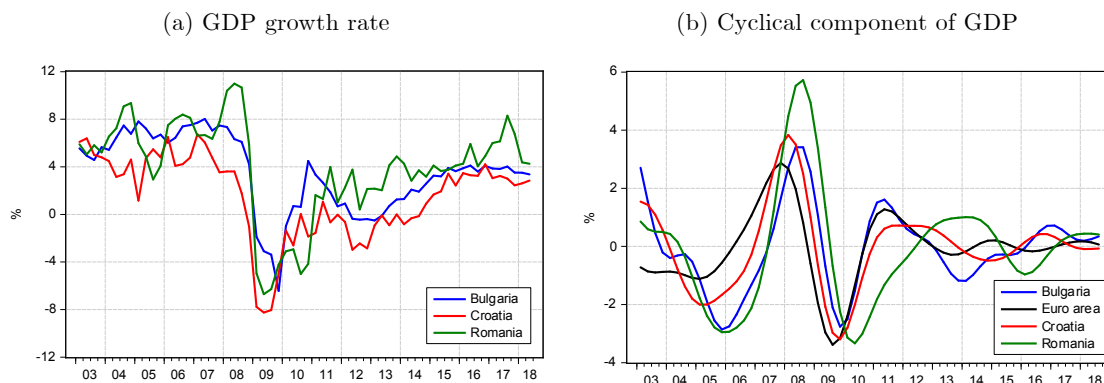 (a) GDP growth rate
12
8
4
0
-4
-8
-12
%
Bulgaria
Croatia
Romania
03 04 05 06 07 08 09 10 11 12 13 14 15 16 17 18
(b) Cyclical component of GDP
6
4
2
0
-2
-4
%
Bulgaria
Euro area
Croatia
Romania
03 04 05 06 07 08 09 10 11 12 13 14 15 16 17 18